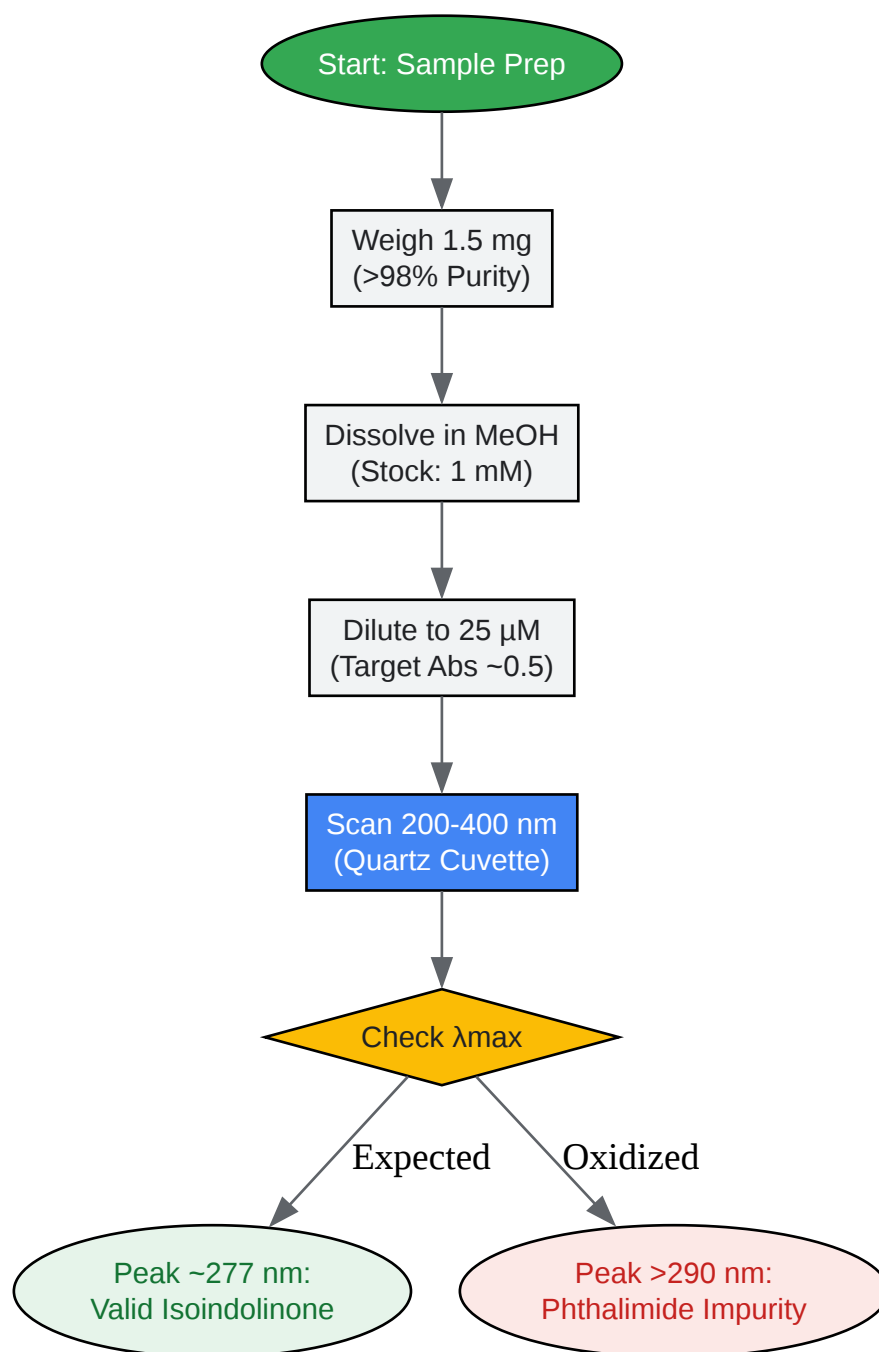 Start: Sample Prep
Weigh 1.5 mg
(>98% Purity)
Dissolve in MeOH
(Stock: 1 mM)
Dilute to 25 µM
(Target Abs ~0.5)
Scan 200-400 nm
(Quartz Cuvette)
Check λmax
Expected
Oxidized
Peak ~277 nm:
Valid Isoindolinone
Peak >290 nm:
Phthalimide Impurity